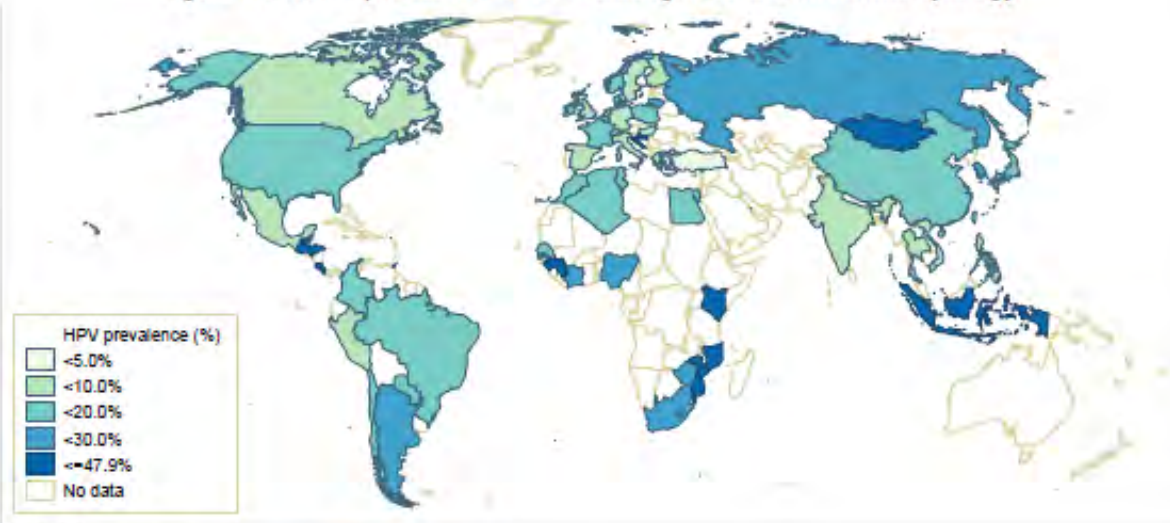 HPV prevalence (%)
<5.0%
<10.0%
<20.0%
<30.0%
<=47.9%
No data